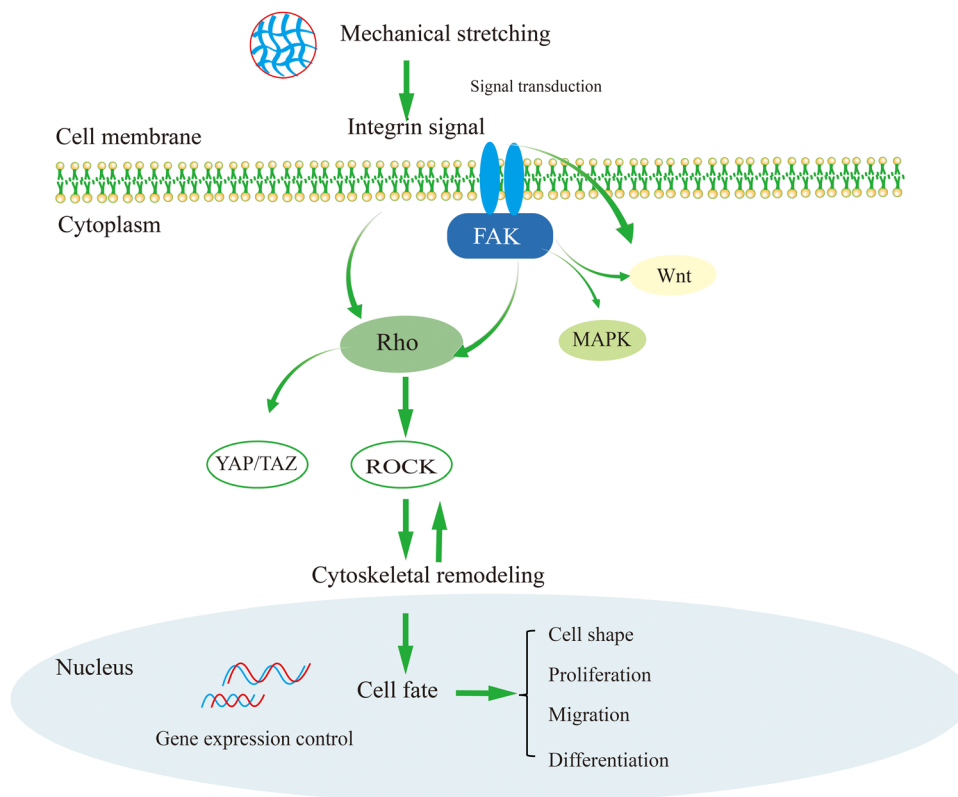 Mechanical stretching
Signal transduction
Integrin signal
Cell membrane
Cytoplasm
FAK
Wnt
MAPK
Rho
YAP/TAZ
ROCK
Cytoskeletal remodeling
Nucleus
Cell fate
Gene expression control
Cell shape
Proliferation
Migration
Differentiation